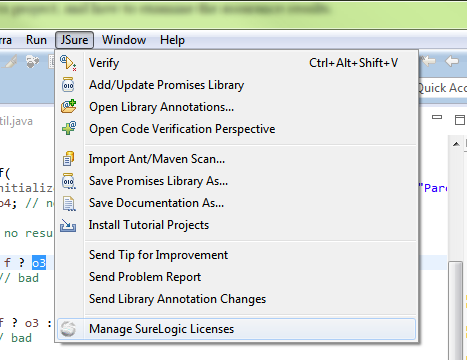 rra Run JSure Window Help
Verify Ctrl+Alt+Shift+V
Add/Update Promises Library
Open Library Annotations...
Quick Acc
Open Code Verification Perspective
til.java
Import Ant/Maven Scan...
f(
Save Promises Library As...
nitialize
"Parc
o4; // no
Save Documentation As...
Install Tutorial Projects
no resu
Send Tip for Improvement
f ? o3
Send Problem Report
// bad
Send Library Annotation Changes
f ? o3 :
Manage SureLogic Licenses
// bad